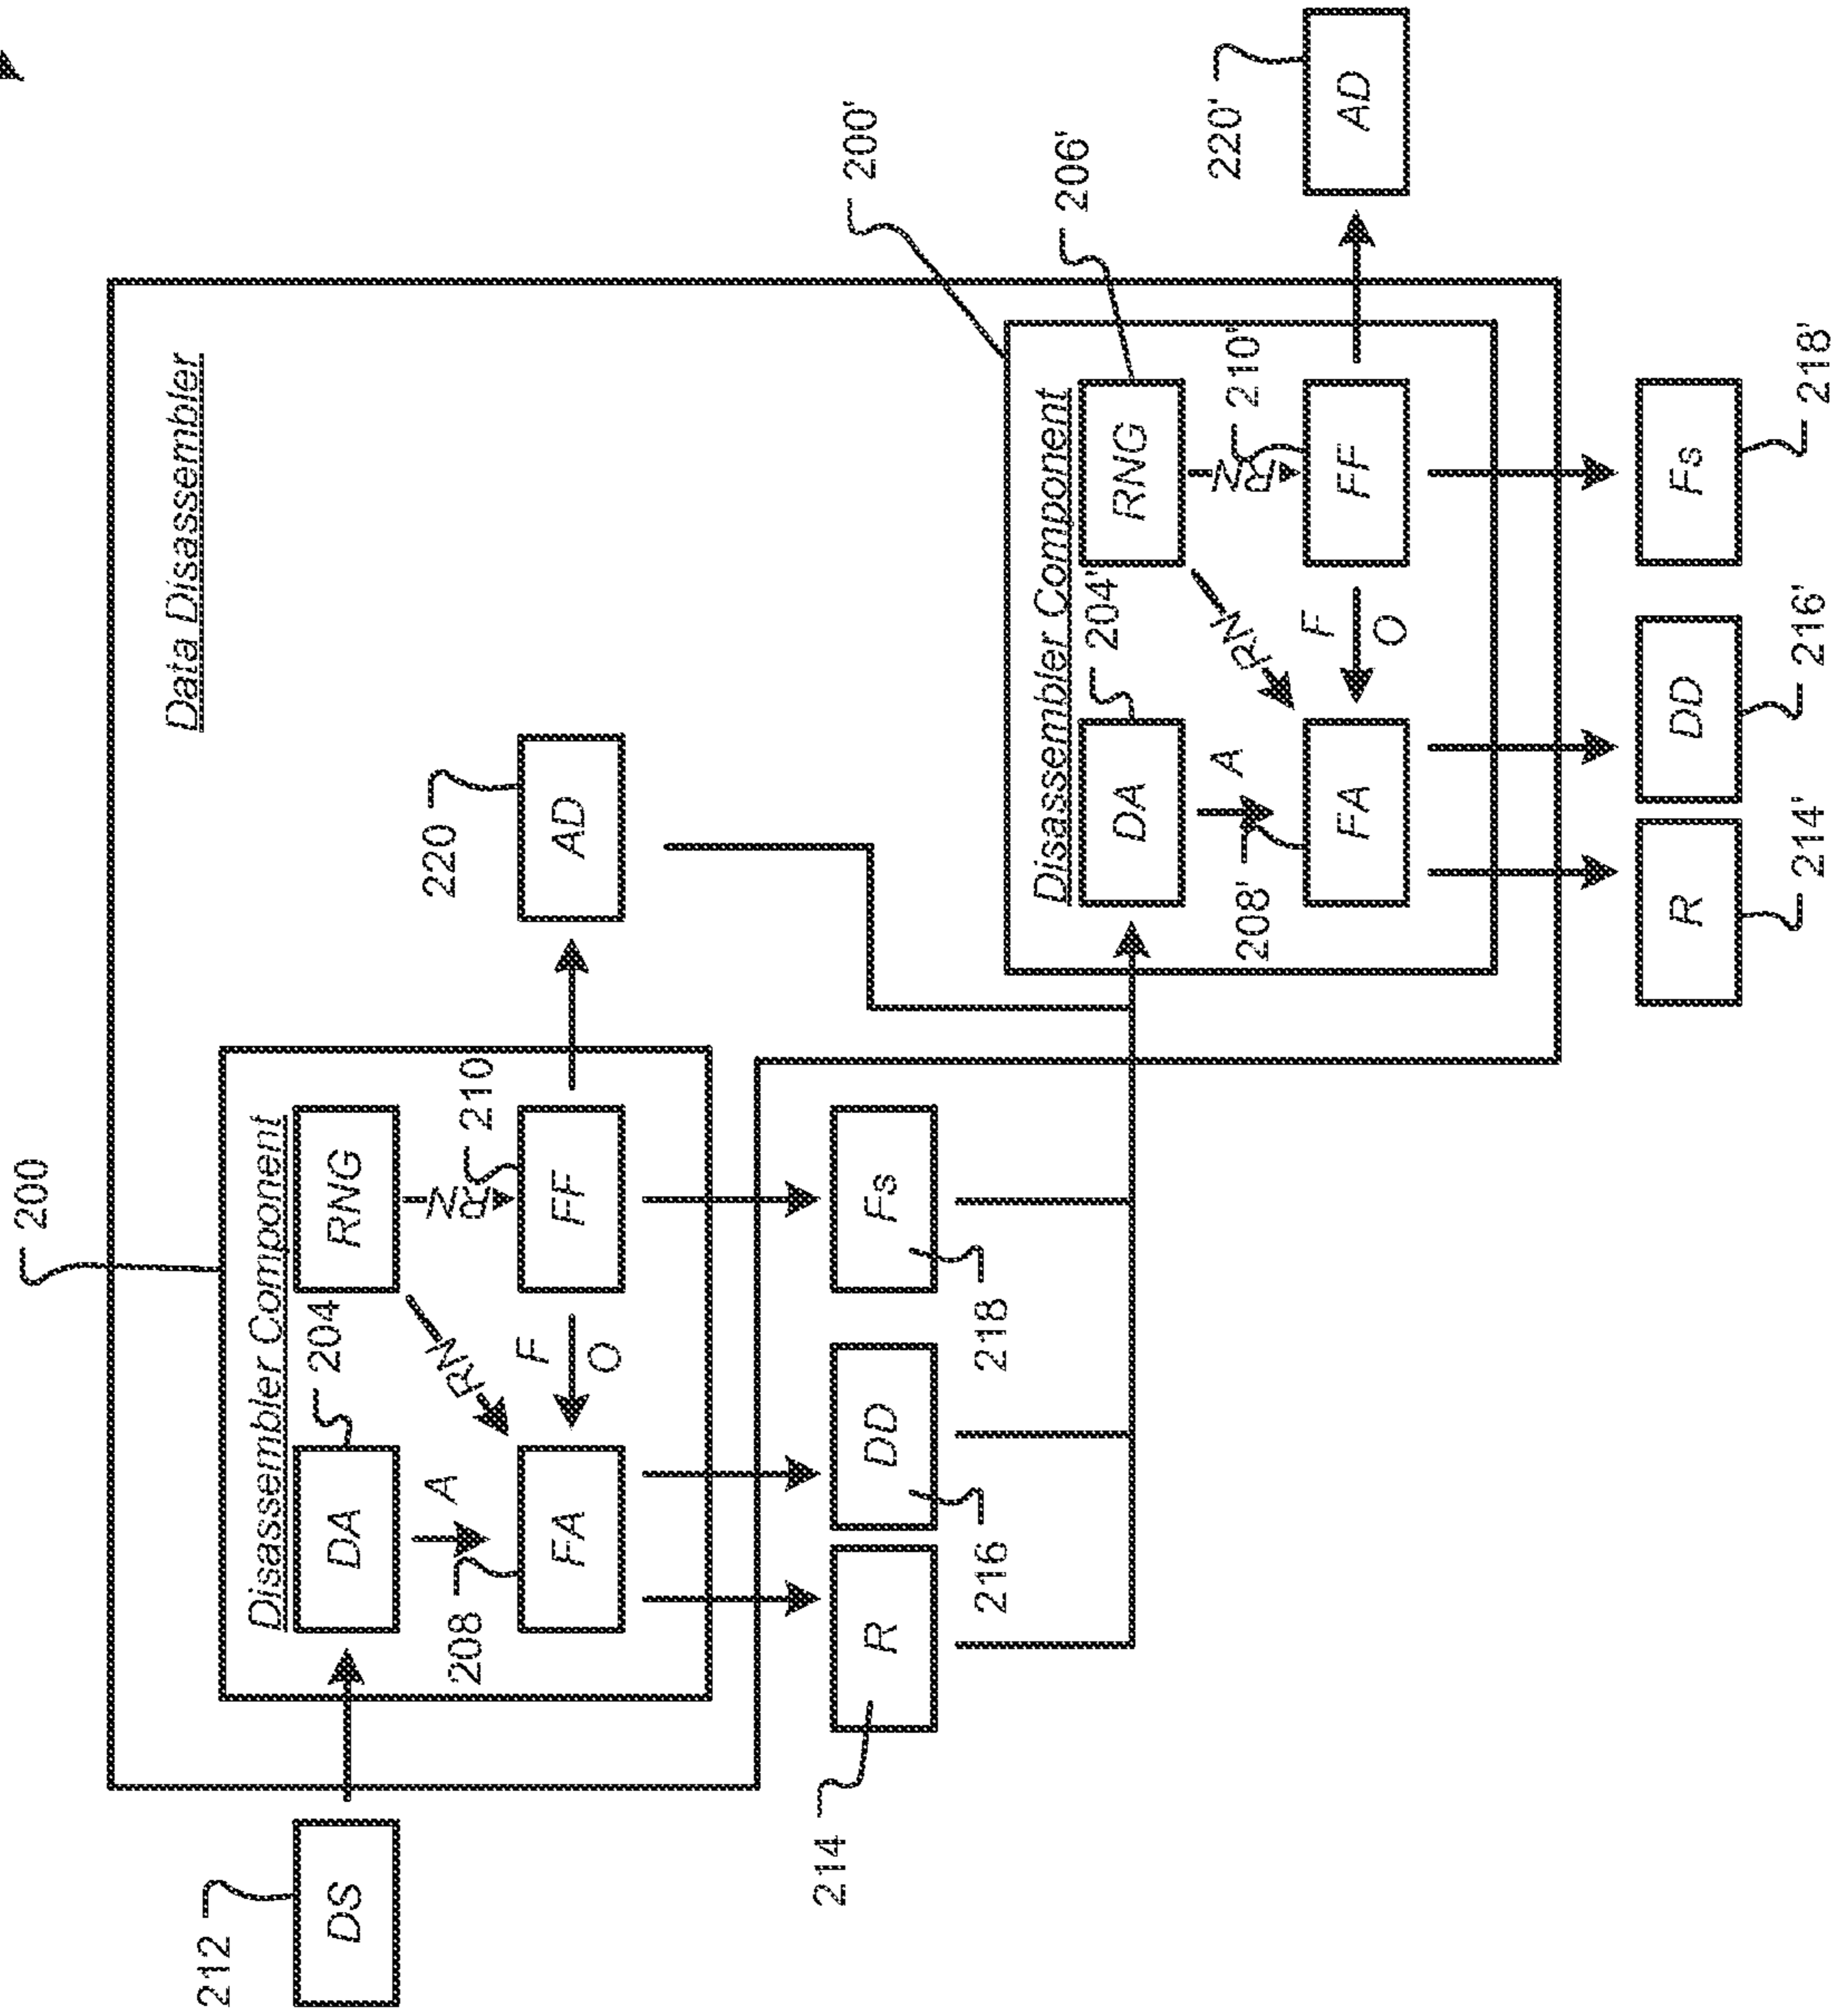 Data Disassembler
200
Disassembler Component
204
DA
RNG
A
RN
RN
210
208
FA
F
O
FF
212
DS
220
AD
214
R
216
DD
218
Fs
200'
Disassembler Component
204'
206'
DA
RNG
A
RN
RN
210'
208'
FA
F
O
FF
220'
AD
R
214'
DD
216'
Fs
218'